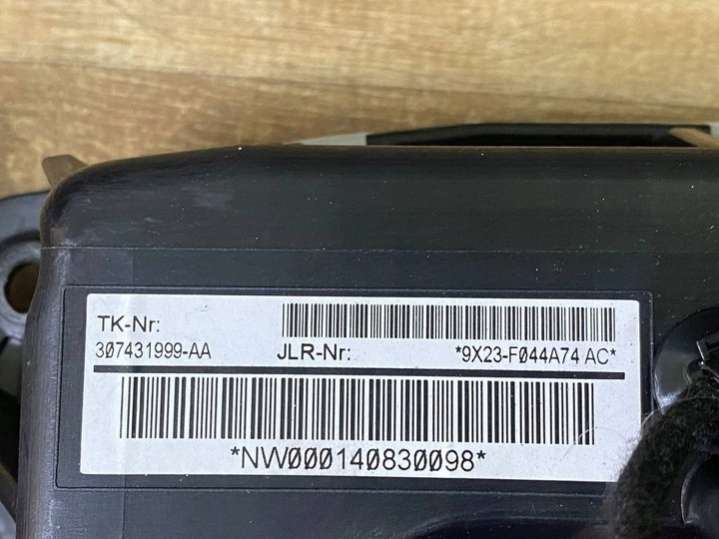 TK-Nr:
307431999-AA
JLR-Nr:
*9X23-F044A74 AC*
*NW000140830098*